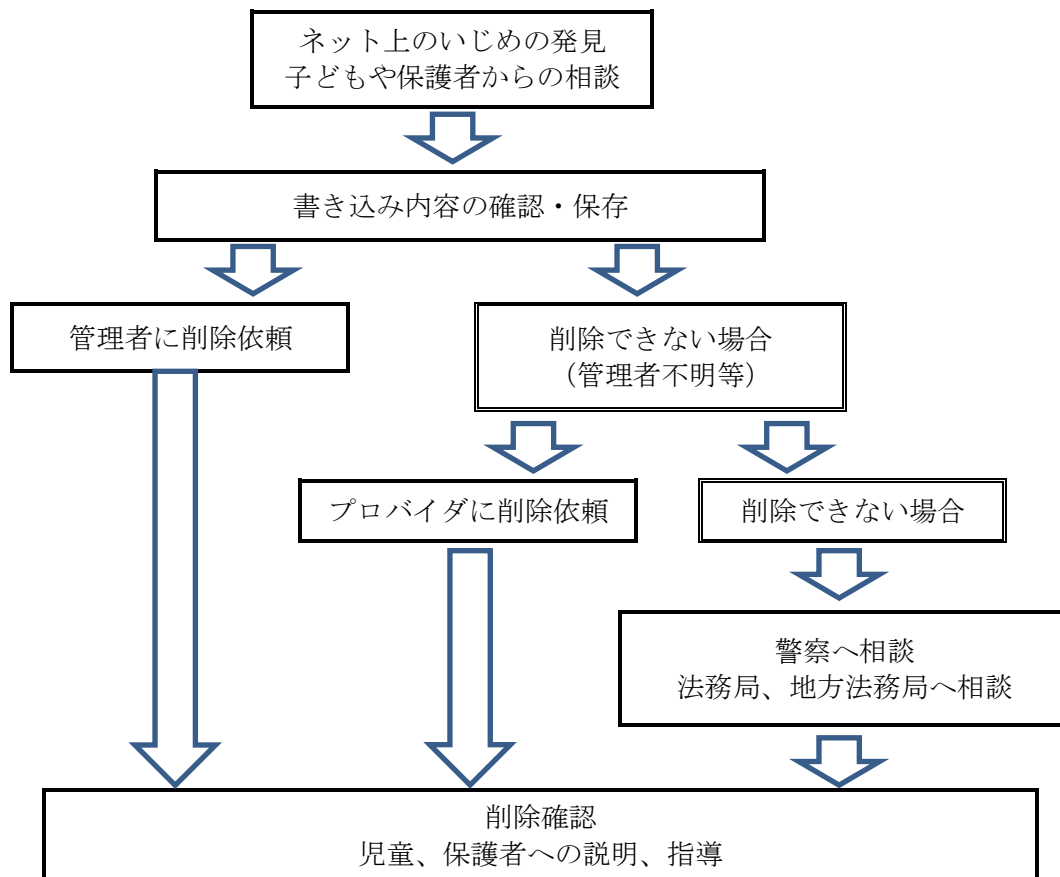 ネット上のいじめの発見
子どもや保護者からの相談
書き込み内容の確認・保存
管理者に削除依頼
削除できない場合
（管理者不明等）
プロバイダに削除依頼
削除できない場合
警察へ相談
法務局、地方法務局へ相談
削除確認
児童、保護者への説明、指導